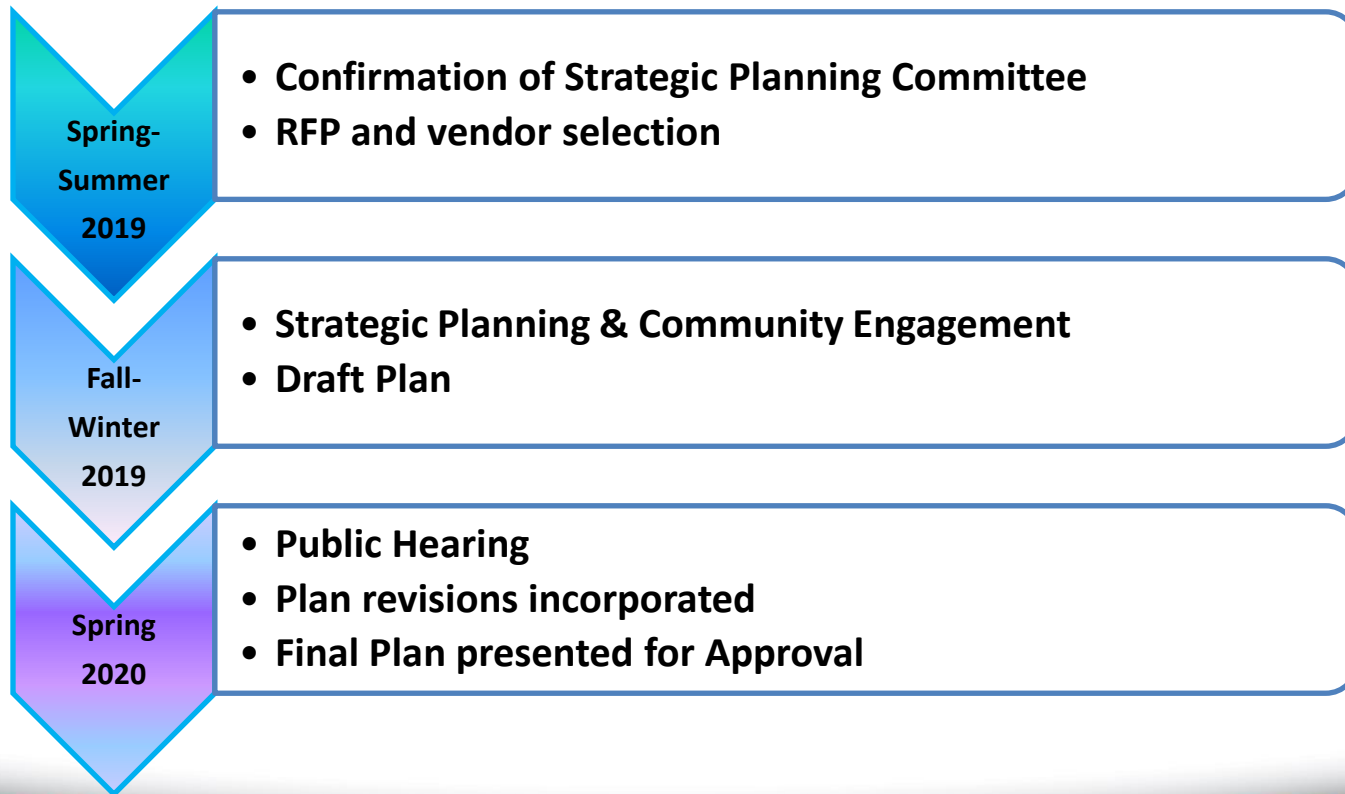 Spring-
Summer
2019
• Confirmation of Strategic Planning Committee
• RFP and vendor selection
Fall-
Winter
2019
• Strategic Planning & Community Engagement
• Draft Plan
Spring
2020
• Public Hearing
• Plan revisions incorporated
• Final Plan presented for Approval